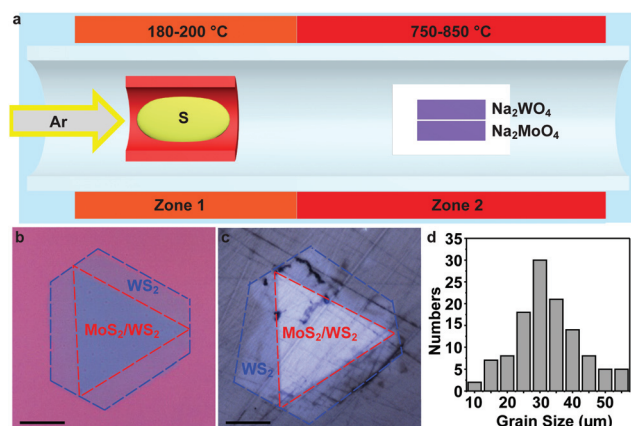 a
180-200 °C
750-850 °C
Ar
S
Na₂WO₄
Na₂MoO₄
Zone 1
Zone 2
b
WS₂
MoS₂/WS₂
c
MoS₂/WS₂
WS₂
d
Numbers
35
30
25
20
15
10
5
0
10
20
30
40
50
Grain Size (um)